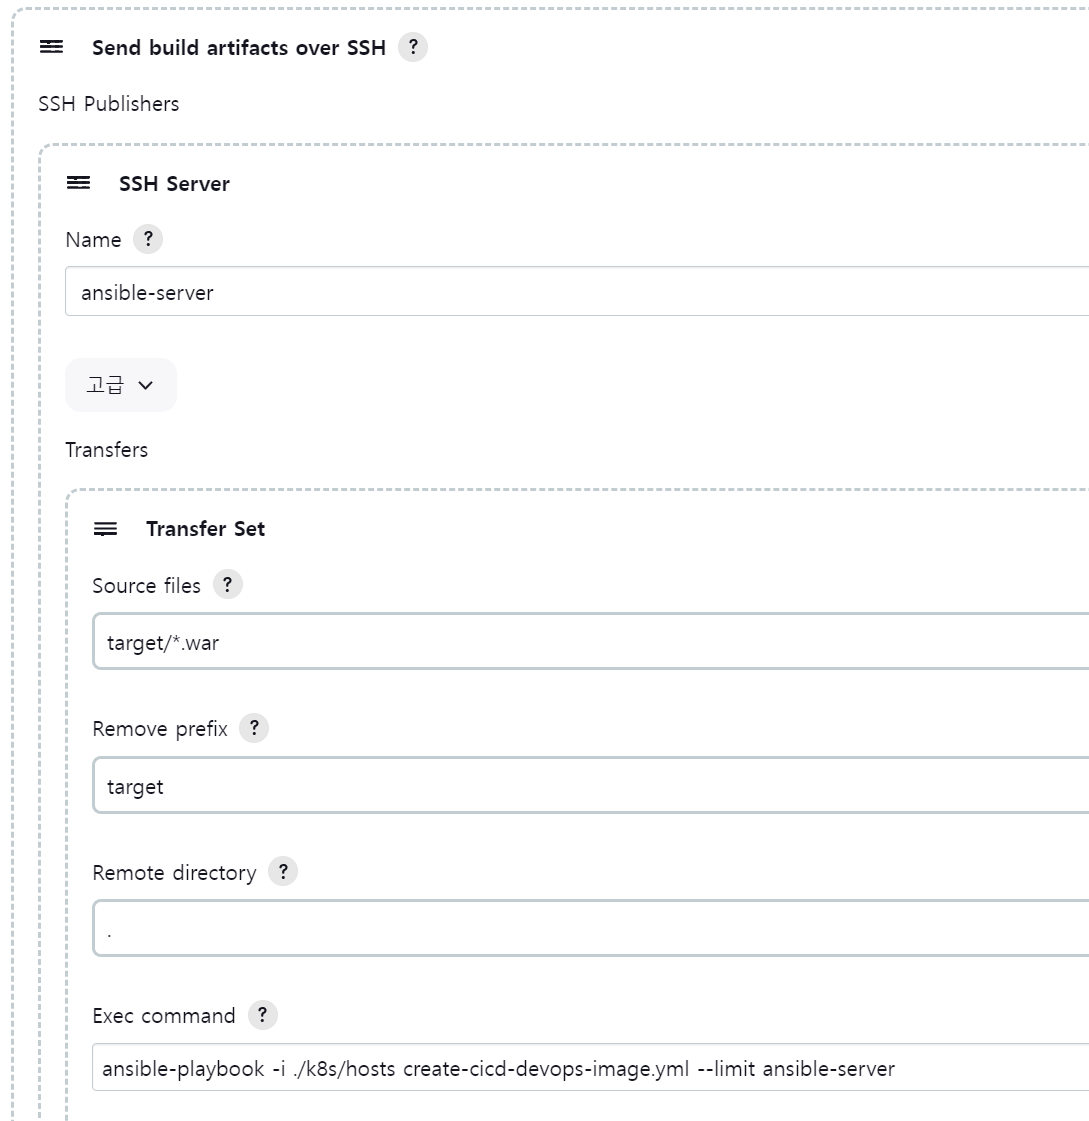 Send build artifacts over SSH ?
SSH Publishers
SSH Server
Name ?
ansible-server
고급
Transfers
Transfer Set
Source files ?
target/*.war
Remove prefix ?
target
Remote directory ?
.
Exec command ?
ansible-playbook -i ./k8s/hosts create-cicd-devops-image.yml --limit ansible-server